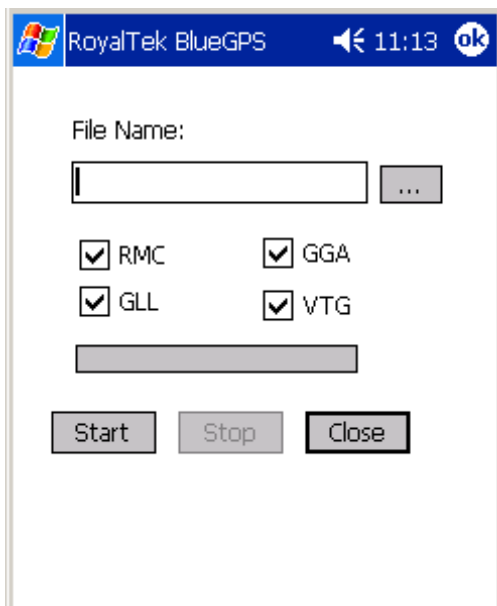 RoyalTek BlueGPS 11:13 ok
File Name:
...
RMC GGA
GLL VTG
Start Stop Close